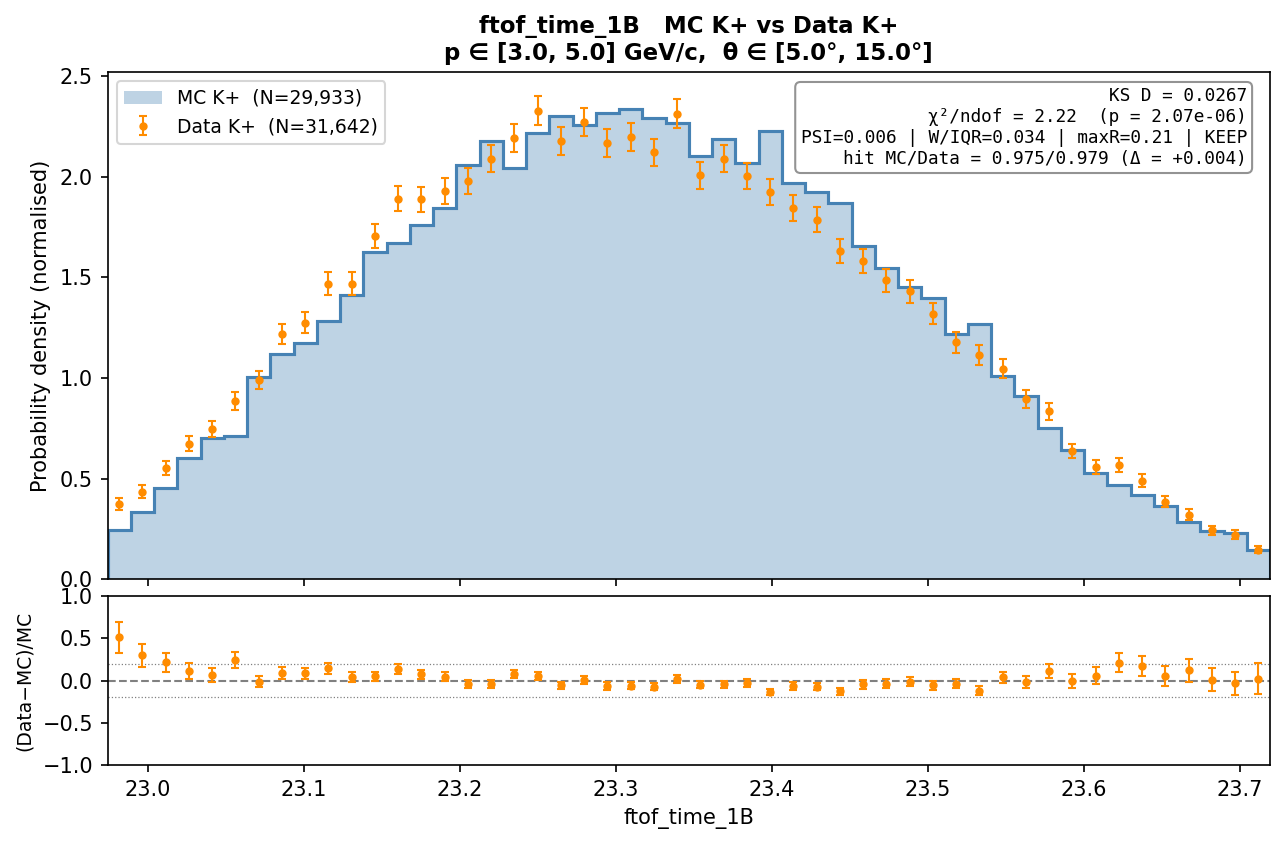 ftof_time_1B   MC K+ vs Data K+
p ∈ [3.0, 5.0] GeV/c,  θ ∈ [5.0°, 15.0°]
MC K+  (N=29,933)
Data K+  (N=31,642)
KS D = 0.0267
χ²/ndof = 2.22  (p = 2.07e-06)
PSI=0.006 | W/IQR=0.034 | maxR=0.21 | KEEP
hit MC/Data = 0.975/0.979 (Δ = +0.004)
Probability density (normalised)
2.5
2.0
1.5
1.0
0.5
0.0
(Data−MC)/MC
1.0
0.5
0.0
−0.5
−1.0
23.0 23.1 23.2 23.3 23.4 23.5 23.6 23.7
ftof_time_1B